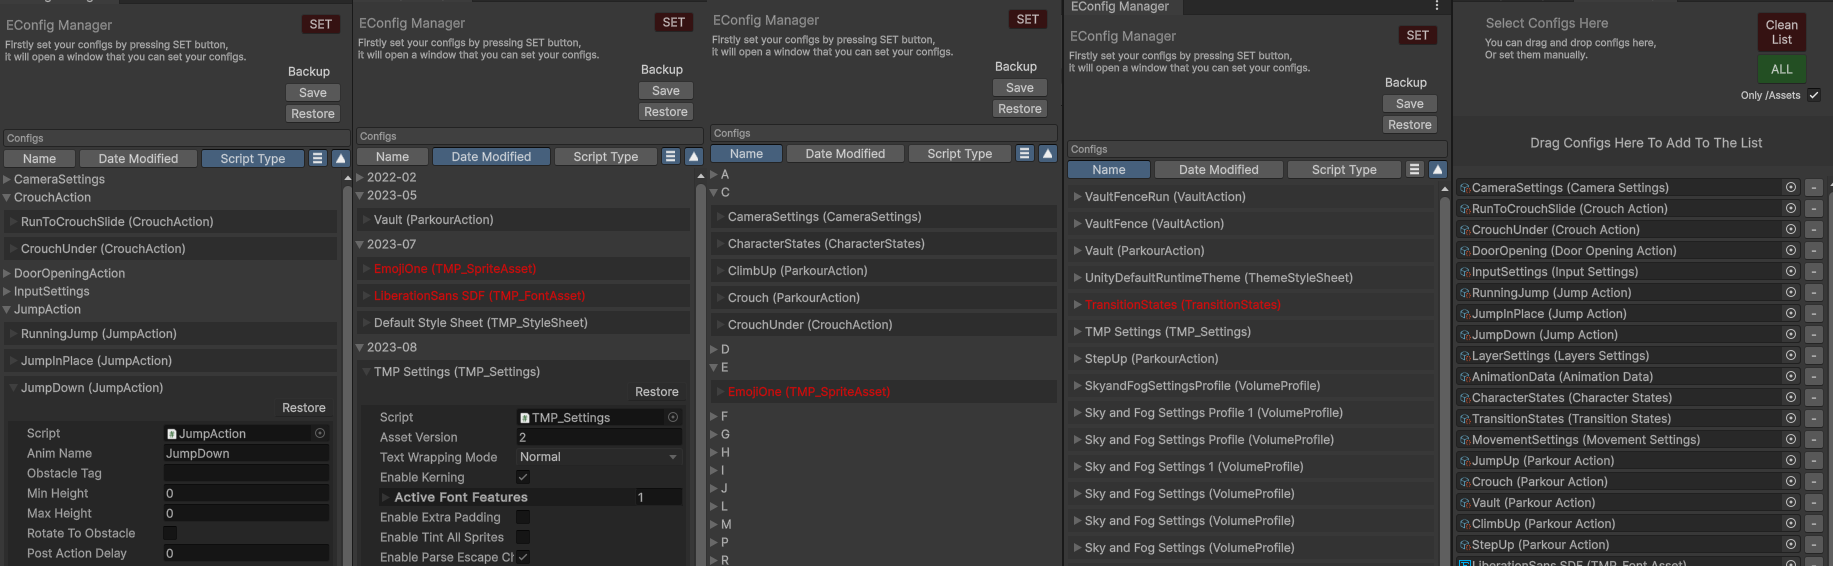 EConfig Manager
SET
Firstly set your configs by pressing SET button,
it will open a window that you can set your configs.
Backup
Save
Restore
Configs
Name
Date Modified
Script Type
CameraSettings
CrouchAction
RunToCrouchSlide (CrouchAction)
CrouchUnder (CrouchAction)
DoorOpeningAction
InputSettings
JumpAction
RunningJump (JumpAction)
JumpInPlace (JumpAction)
JumpDown (JumpAction)
Restore
Script
JumpAction
Anim Name
JumpDown
Obstacle Tag
Min Height
0
Max Height
0
Rotate To Obstacle
Post Action Delay
0
EConfig Manager
SET
Firstly set your configs by pressing SET button,
it will open a window that you can set your configs.
Backup
Save
Restore
Configs
Name
Date Modified
Script Type
2022-02
2023-05
Vault (ParkourAction)
2023-07
EmojiOne (TMP_SpriteAsset)
LiberationSans SDF (TMP_FontAsset)
Default Style Sheet (TMP_StyleSheet)
2023-08
TMP Settings (TMP_Settings)
Restore
Script
TMP_Settings
Asset Version
2
Text Wrapping Mode
Normal
Enable Kerning
Active Font Features
1
Enable Extra Padding
Enable Tint All Sprites
Enable Parse Escape Ch
EConfig Manager
SET
Firstly set your configs by pressing SET button,
it will open a window that you can set your configs.
Backup
Save
Restore
Configs
Name
Date Modified
Script Type
A
C
CameraSettings (CameraSettings)
CharacterStates (CharacterStates)
ClimbUp (ParkourAction)
Crouch (ParkourAction)
CrouchUnder (CrouchAction)
D
E
EmojiOne (TMP_SpriteAsset)
F
G
H
I
J
L
M
P
R
EConfig Manager
EConfig Manager
SET
Firstly set your configs by pressing SET button,
it will open a window that you can set your configs.
Backup
Save
Restore
Configs
Name
Date Modified
Script Type
VaultFenceRun (VaultAction)
VaultFence (VaultAction)
Vault (ParkourAction)
UnityDefaultRuntimeTheme (ThemeStyleSheet)
TransitionStates (TransitionStates)
TMP Settings (TMP_Settings)
StepUp (ParkourAction)
SkyandFogSettingsProfile (VolumeProfile)
Sky and Fog Settings Profile 1 (VolumeProfile)
Sky and Fog Settings Profile (VolumeProfile)
Sky and Fog Settings 1 (VolumeProfile)
Sky and Fog Settings (VolumeProfile)
Sky and Fog Settings (VolumeProfile)
Sky and Fog Settings (VolumeProfile)
Select Configs Here
You can drag and drop configs here,
Or set them manually.
Clean
List
ALL
Only /Assets
Drag Configs Here To Add To The List
CameraSettings (Camera Settings)
RunToCrouchSlide (Crouch Action)
CrouchUnder (Crouch Action)
DoorOpening (Door Opening Action)
InputSettings (Input Settings)
RunningJump (Jump Action)
JumpInPlace (Jump Action)
JumpDown (Jump Action)
LayerSettings (Layers Settings)
AnimationData (Animation Data)
CharacterStates (Character States)
TransitionStates (Transition States)
MovementSettings (Movement Settings)
JumpUp (Parkour Action)
Crouch (Parkour Action)
Vault (Parkour Action)
ClimbUp (Parkour Action)
StepUp (Parkour Action)
LiberationSans SDF (TMP_Font Asset)